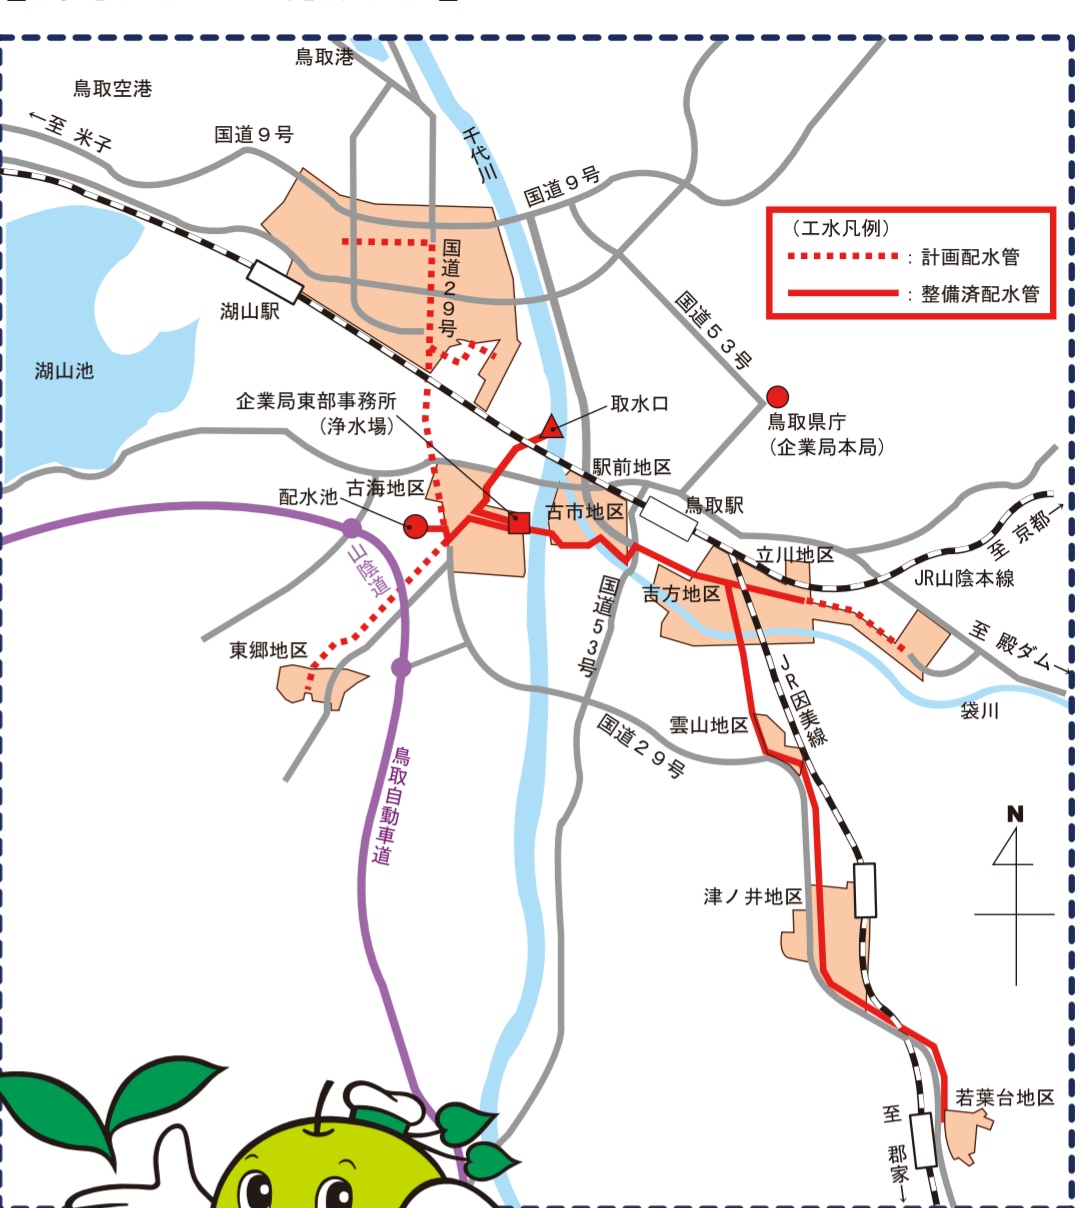 鳥取港
鳥取空港
←至 米子
国道9号
千代川
国道9号
（工水凡例）
：計画配水管
：整備済配水管
国道29号
湖山駅
国道53号
湖山池
企業局東部事務所
（浄水場）
取水口
鳥取県庁
（企業局本局）
駅前地区
古海地区
配水池
古市地区
鳥取駅
立川地区
至 京都→
JR山陰本線
山陰道
吉方地区
国道53号
至 殿ダム→
東郷地区
袋川
JR因美線
雲山地区
国道29号
鳥取自動車道
N
津ノ井地区
若葉台地区
至 郡家→